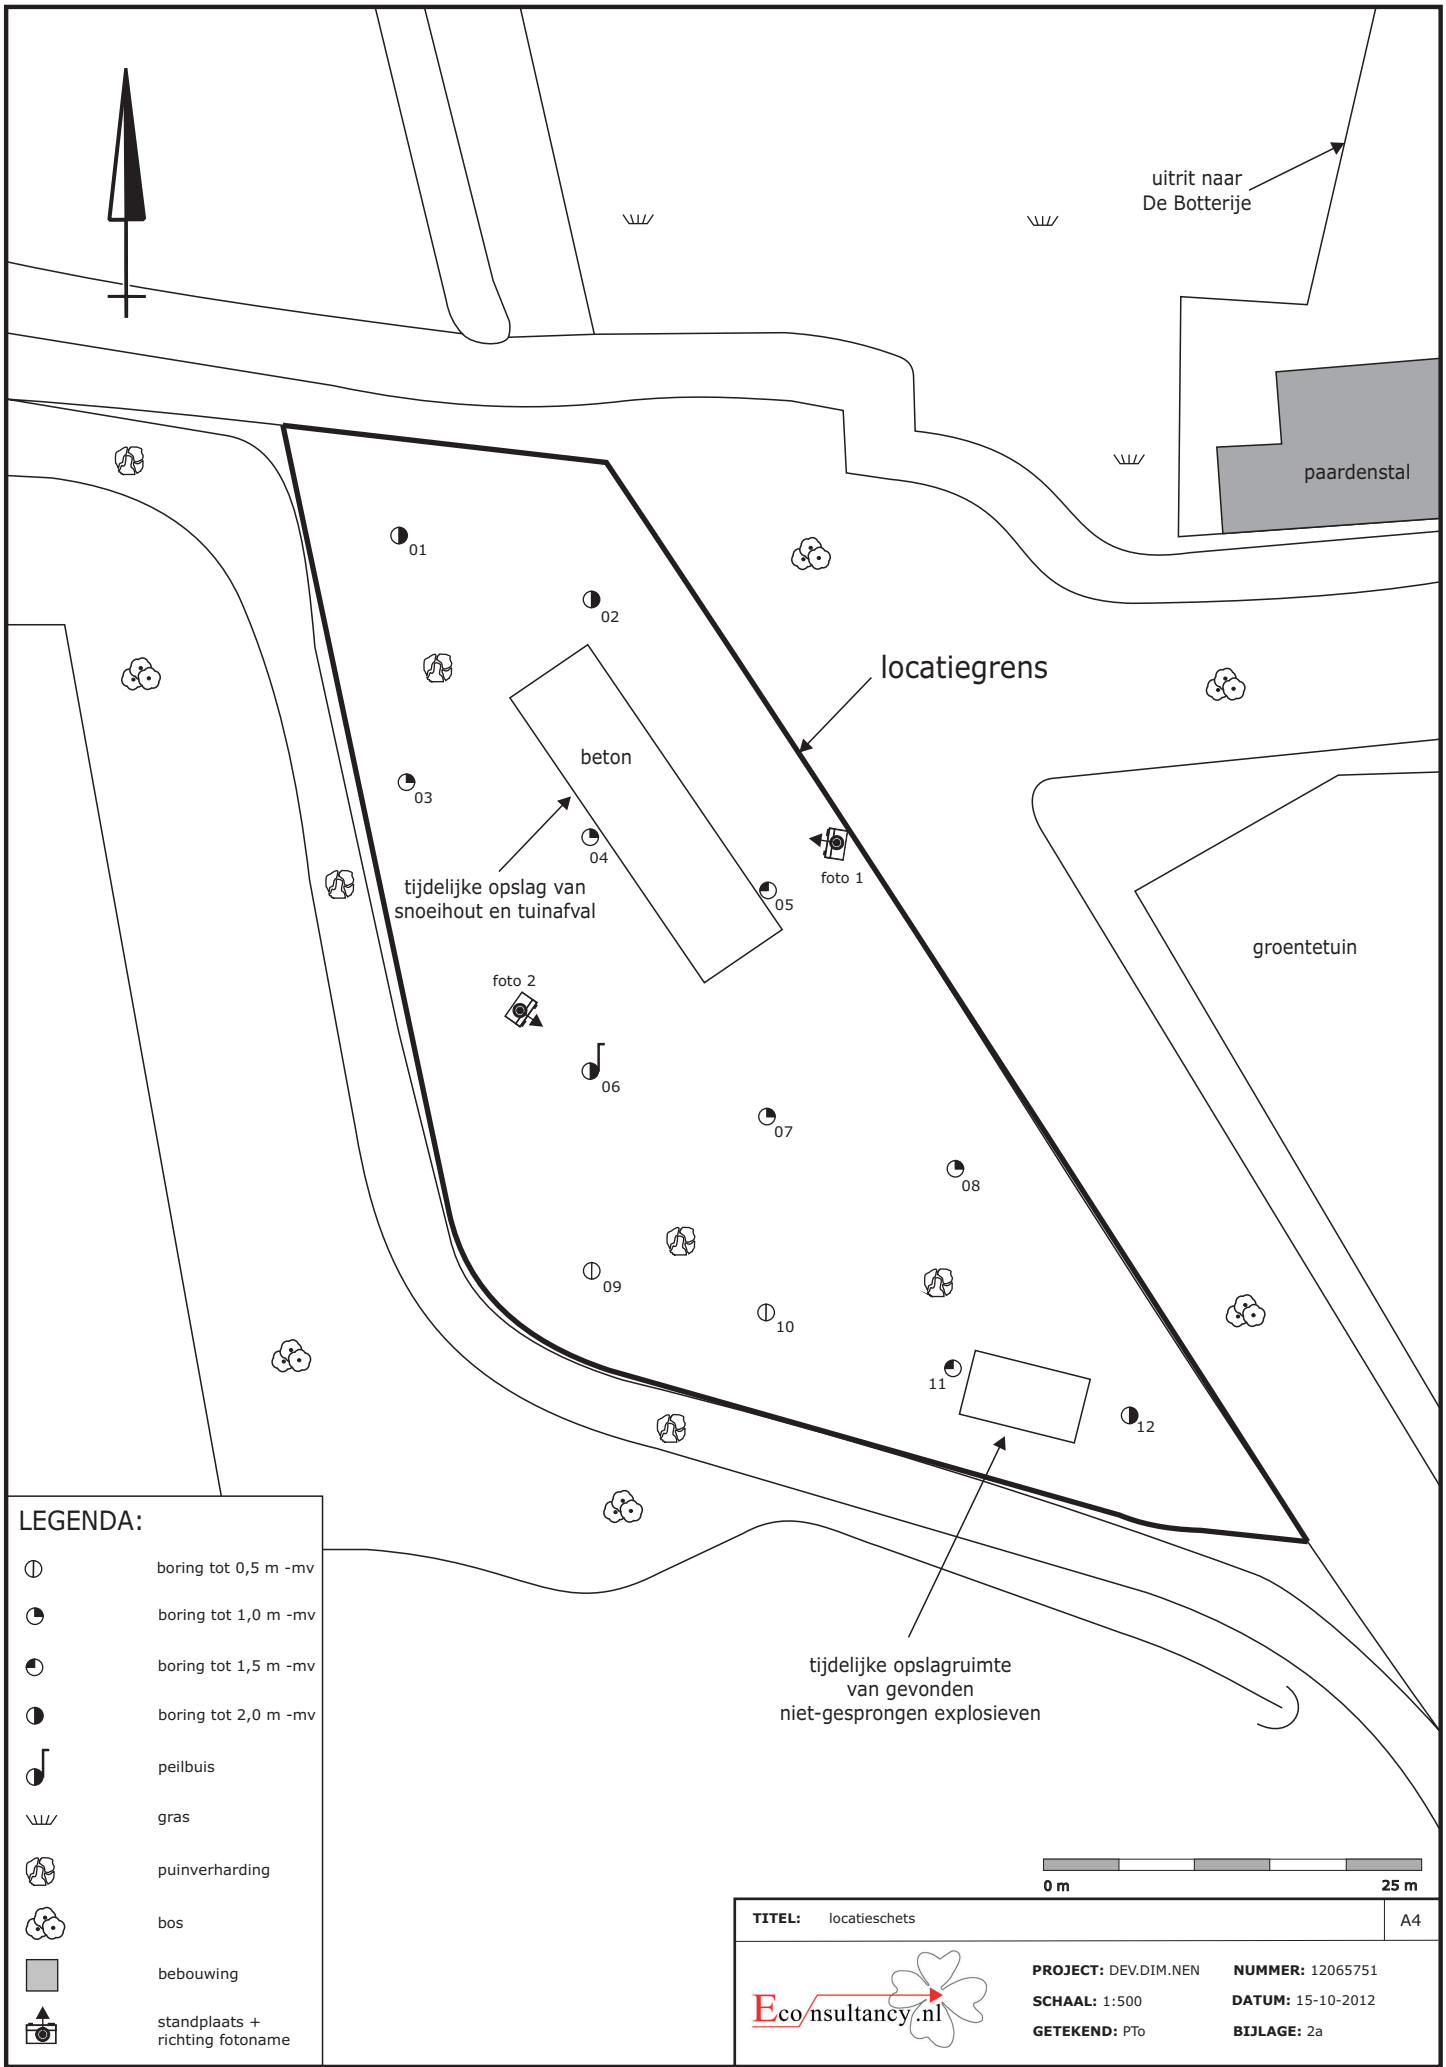 uitrit naar
De Botterije
paardenstal
01
02
locatiegrens
beton
03
04
tijdelijke opslag van
snoeihout en tuinafval
05
foto 1
groentetuin
foto 2
06
07
08
09
10
11
12
tijdelijke opslagruimte
van gevonden
niet-gesprongen explosieven
LEGENDA:
boring tot 0,5 m -mv
boring tot 1,0 m -mv
boring tot 1,5 m -mv
boring tot 2,0 m -mv
peilbuis
gras
puinverharding
bos
bebouwing
standplaats +
richting fotoname
0 m 25 m
TITEL: locatieschets A4
Econsultancy.nl
PROJECT: DEV.DIM.NEN NUMMER: 12065751
SCHAAL: 1:500 DATUM: 15-10-2012
GETEKEND: PTo BIJLAGE: 2a